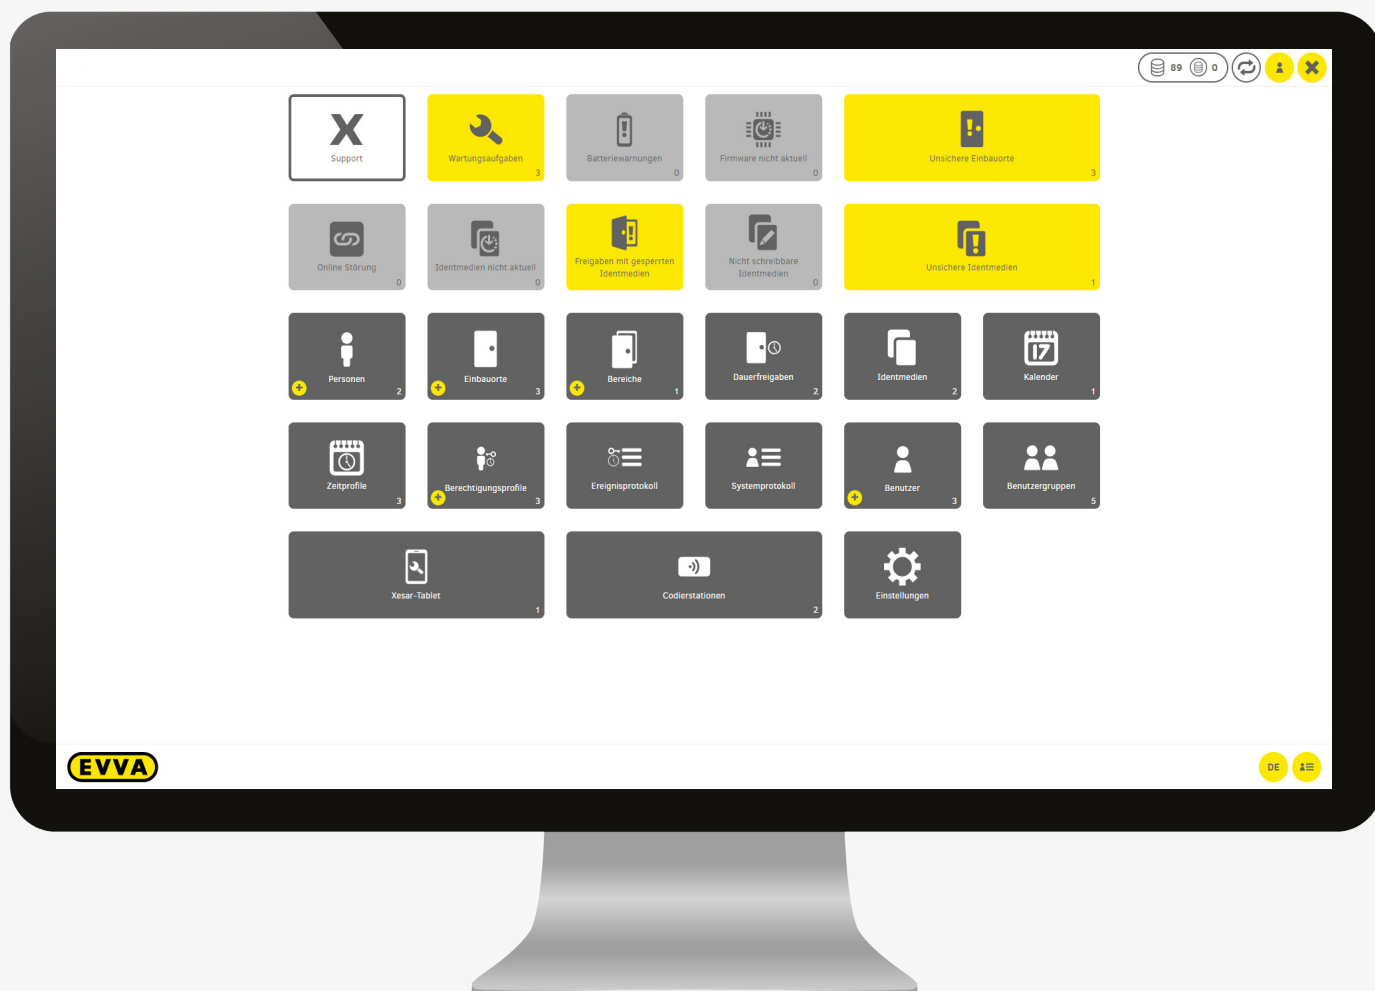 89
0
X
Support
Wartungsaufgaben
3
Batteriewarnungen
0
Firmware nicht aktuell
0
Unsichere Einbauorte
3
Online Störung
0
Identmedien nicht aktuell
0
Freigaben mit gesperrten
Identmedien
Nicht schreibbare
Identmedien
0
Unsichere Identmedien
1
Personen
2
Einbauorte
3
Bereiche
1
Dauerfreigaben
2
Identmedien
2
17
Kalender
1
Zeitprofile
3
Berechtigungsprofile
3
Ereignisprotokoll
Systemprotokoll
Benutzer
3
Benutzergruppen
5
Xesar-Tablet
1
Codierstationen
2
Einstellungen
EVVA
DE